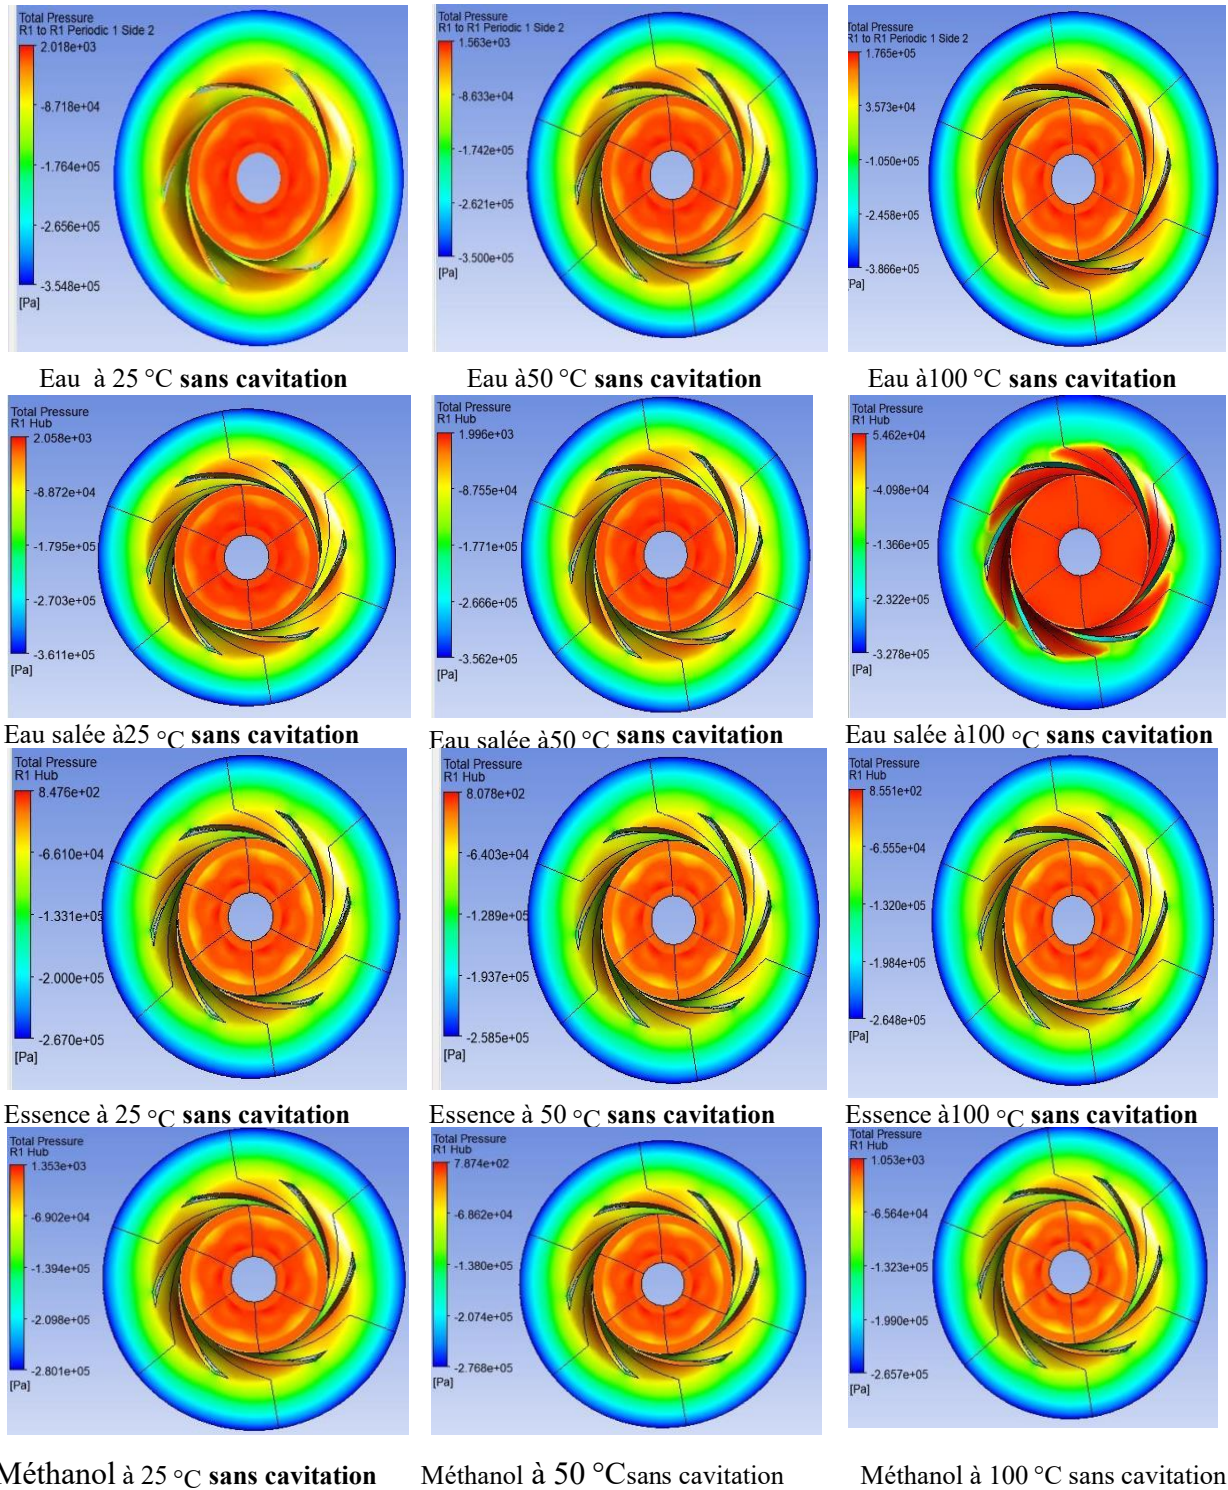 Total Pressure
R1 to R1 Periodic 1 Side 2
2.018e+03
-8.718e+04
-1.764e+05
-2.656e+05
-3.548e+05
[Pa]
Total Pressure
R1 to R1 Periodic 1 Side 2
1.563e+03
-8.633e+04
-1.742e+05
-2.621e+05
-3.500e+05
[Pa]
Total Pressure
R1 to R1 Periodic 1 Side 2
1.765e+05
3.573e+04
-1.050e+05
-2.458e+05
-3.866e+05
Pa]
Eau à 25 °C sans cavitation
Eau à50 °C sans cavitation
Eau à100 °C sans cavitation
Total Pressure
R1 Hub
2.058e+03
-8.872e+04
-1.795e+05
-2.703e+05
-3.611e+05
[Pa]
Total Pressure
R1 Hub
1.996e+03
-8.755e+04
-1.771e+05
-2.666e+05
-3.562e+05
[Pa]
Total Pressure
R1 Hub
5.462e+04
-4.098e+04
-1.366e+05
-2.322e+05
-3.278e+05
[Pa]
Eau salée à25 °C sans cavitation
Eau salée à50 °C sans cavitation
Eau salée à100 °C sans cavitation
Total Pressure
R1 Hub
8.476e+02
-6.610e+04
-1.331e+05
-2.000e+05
-2.670e+05
[Pa]
Total Pressure
R1 Hub
8.078e+02
-6.403e+04
-1.289e+05
-1.937e+05
-2.585e+05
[Pa]
Total Pressure
R1 Hub
8.551e+02
-6.555e+04
-1.320e+05
-1.984e+05
-2.648e+05
[Pa]
Essence à 25 °C sans cavitation
Essence à 50 °C sans cavitation
Essence à100 °C sans cavitation
Total Pressure
R1 Hub
1.353e+03
-6.902e+04
-1.394e+05
-2.098e+05
-2.801e+05
[Pa]
Total Pressure
R1 Hub
7.874e+02
-6.862e+04
-1.380e+05
-2.074e+05
-2.768e+05
[Pa]
Total Pressure
R1 Hub
1.053e+03
-6.564e+04
-1.323e+05
-1.990e+05
-2.657e+05
[Pa]
Méthanol à 25 °C sans cavitation
Méthanol à 50 °Csans cavitation
Méthanol à 100 °C sans cavitation